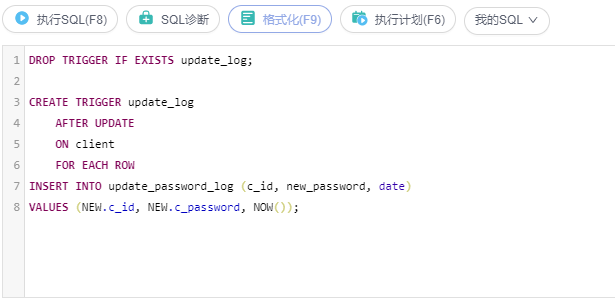 执行SQL(F8) SQL诊断 格式化(F9) 执行计划(F6) 我的SQL
1 DROP TRIGGER IF EXISTS update_log;
2
3 CREATE TRIGGER update_log
4 AFTER UPDATE
5 ON client
6 FOR EACH ROW
7 INSERT INTO update_password_log (c_id, new_password, date)
8 VALUES (NEW.c_id, NEW.c_password, NOW());